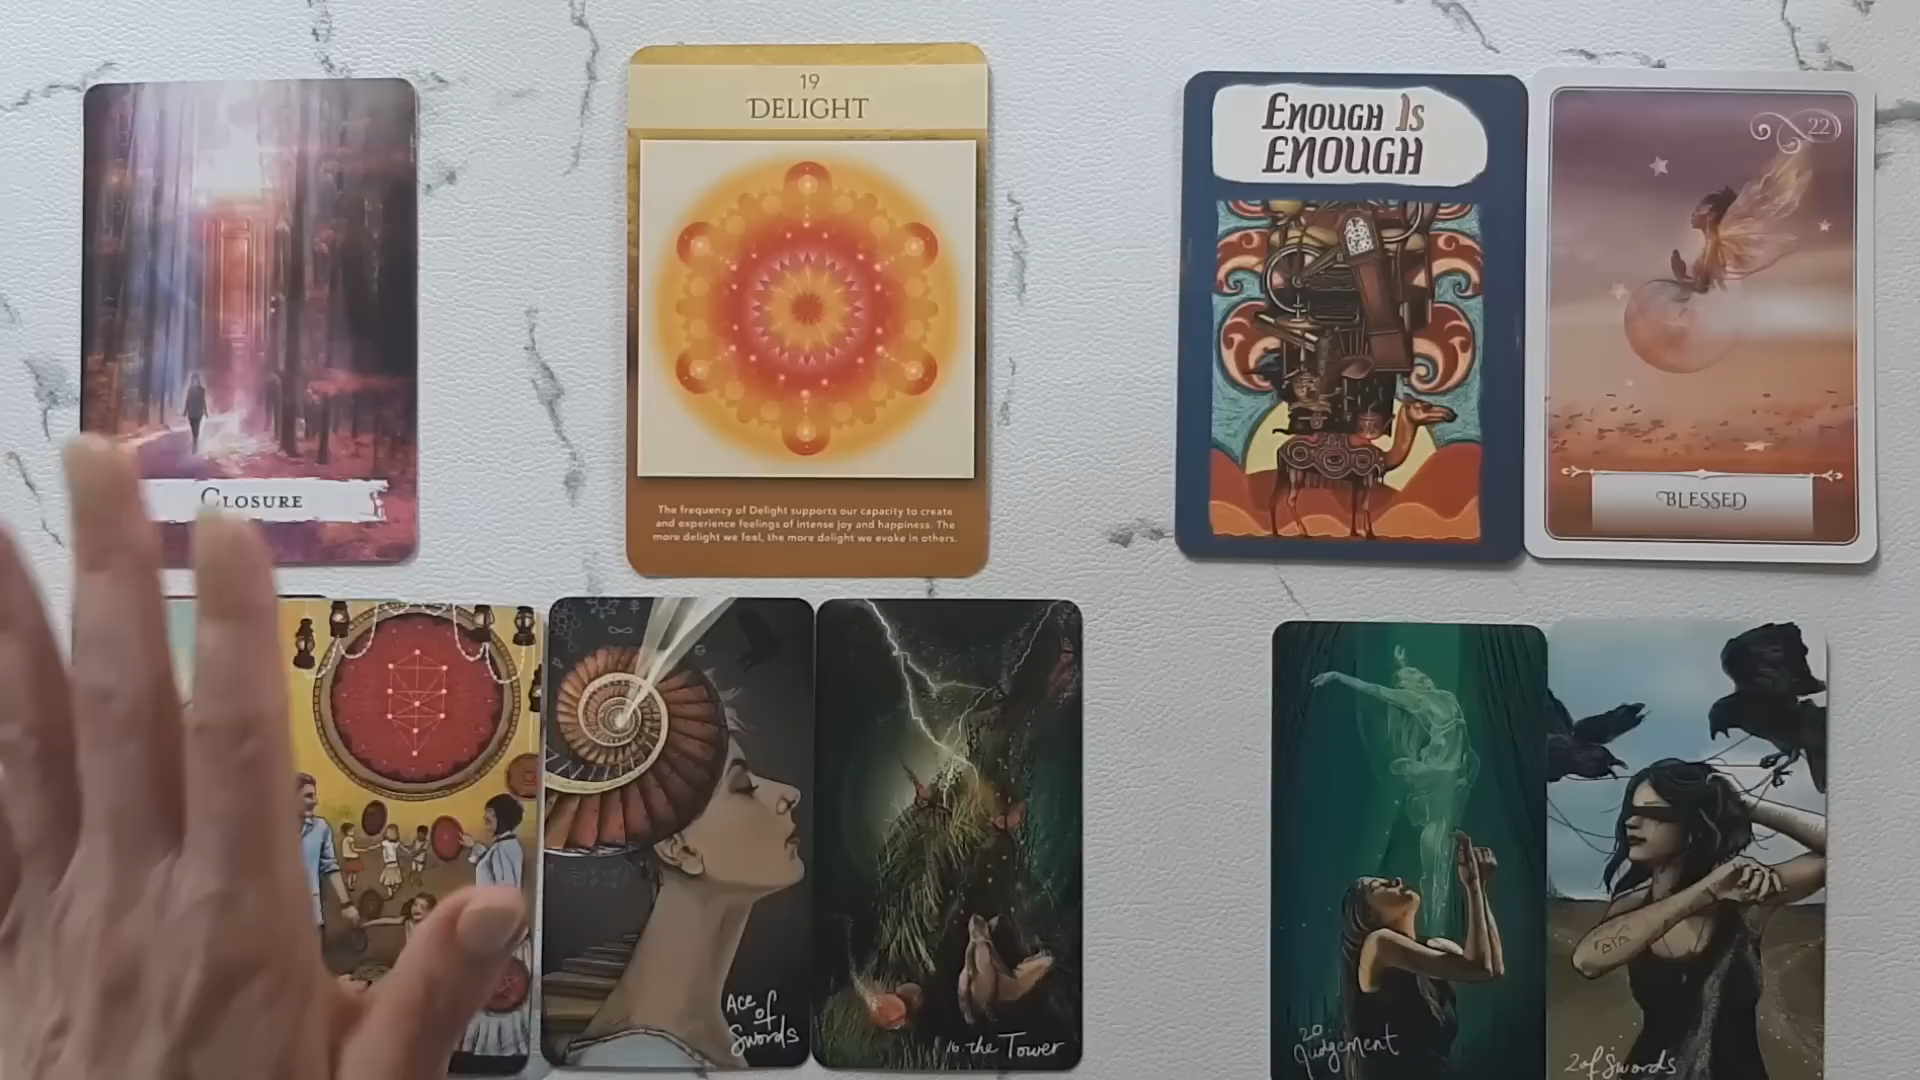 CLOSURE
19
DELIGHT
The frequency of Delight supports our capacity to create
and experience feelings of intense joy and happiness. The
more delight we feel, the more delight we evoke in others.
ENOUGH IS
ENOUGH
22
BLESSED
Ace
of
Swords
16. the Tower
20
Judgement
2 of Swords